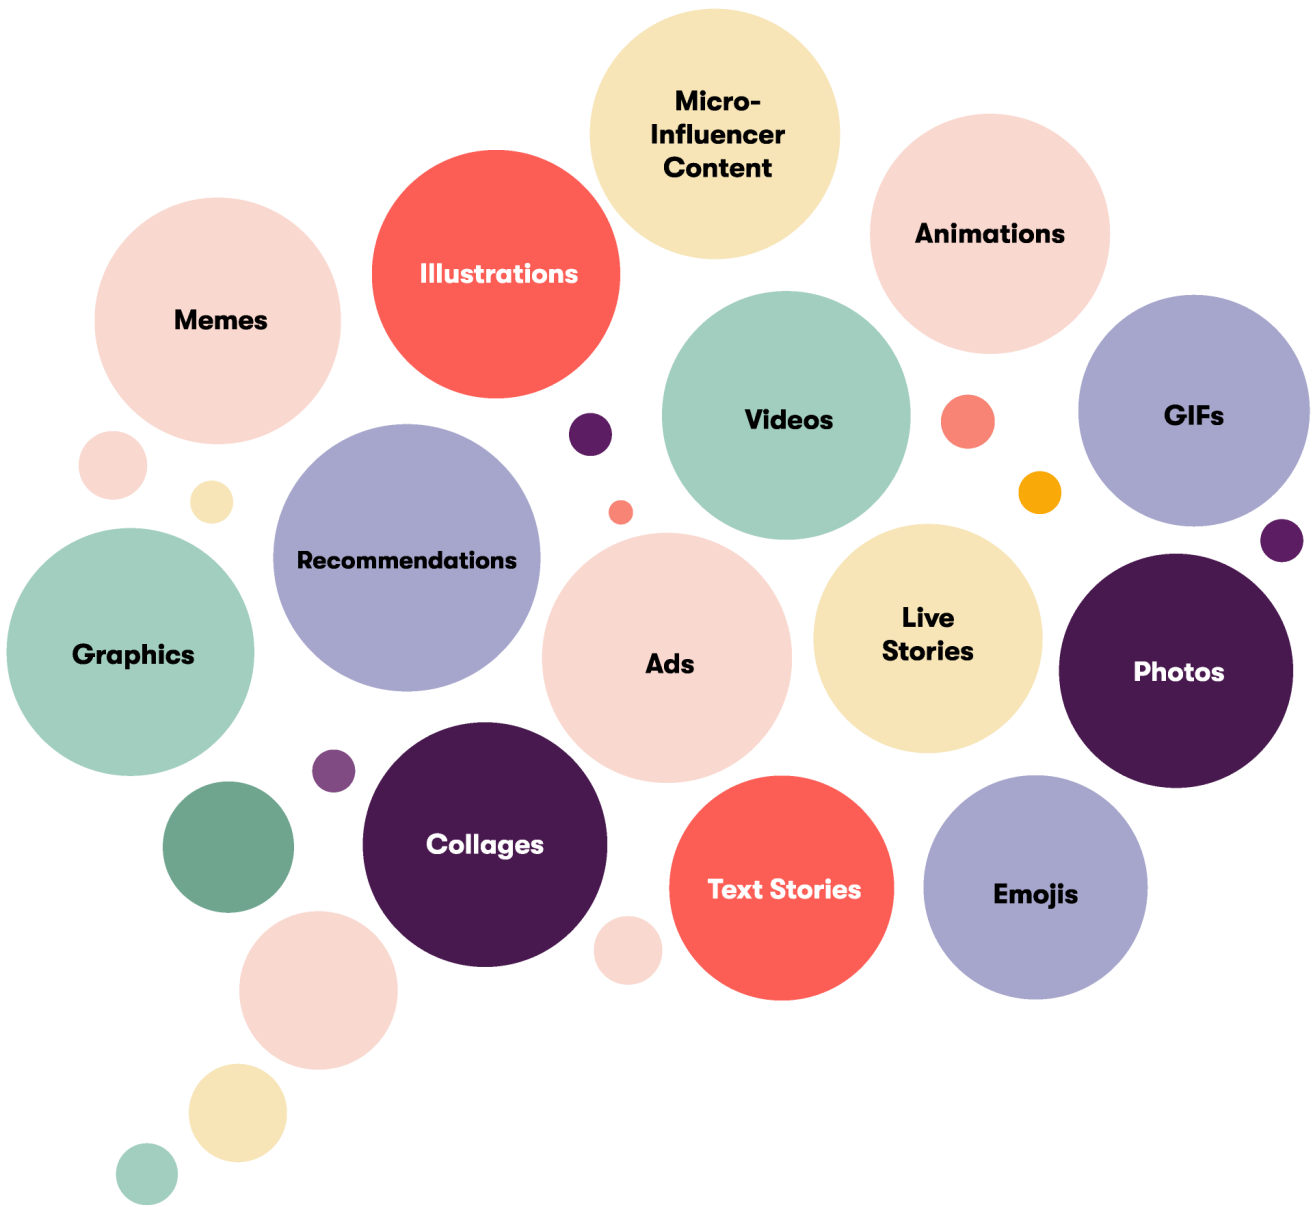 Micro-
Influencer
Content
Animations
Illustrations
Memes
Videos
GIFs
Recommendations
Live
Stories
Graphics
Ads
Photos
Collages
Text Stories
Emojis